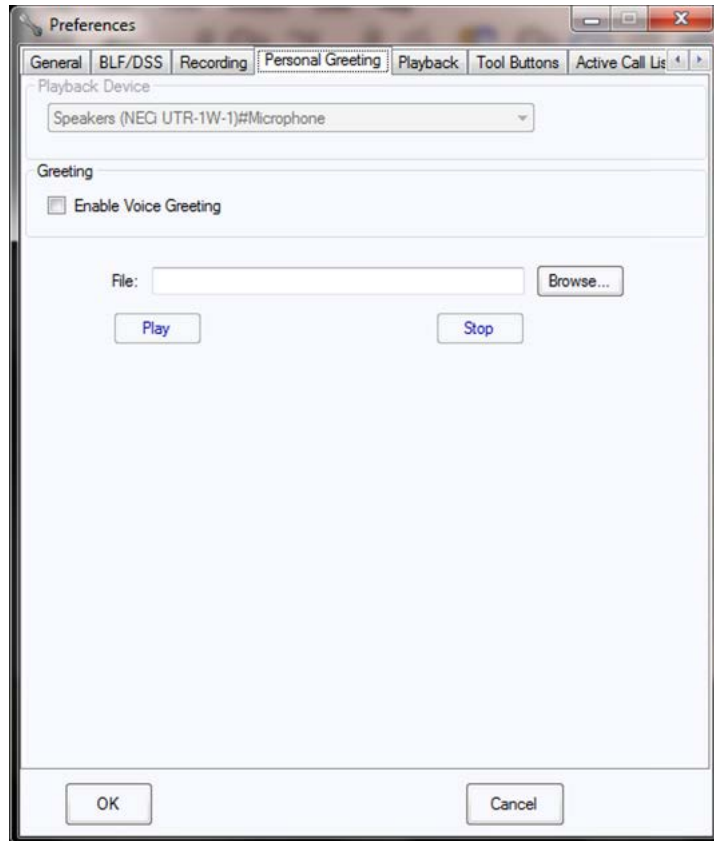 Preferences
General BLF/DSS Recording Personal Greeting Playback Tool Buttons Active Call Lis
Playback Device
Speakers (NECi UTR-1W-1)#Microphone
Greeting
Enable Voice Greeting
File: Browse...
Play Stop
OK Cancel